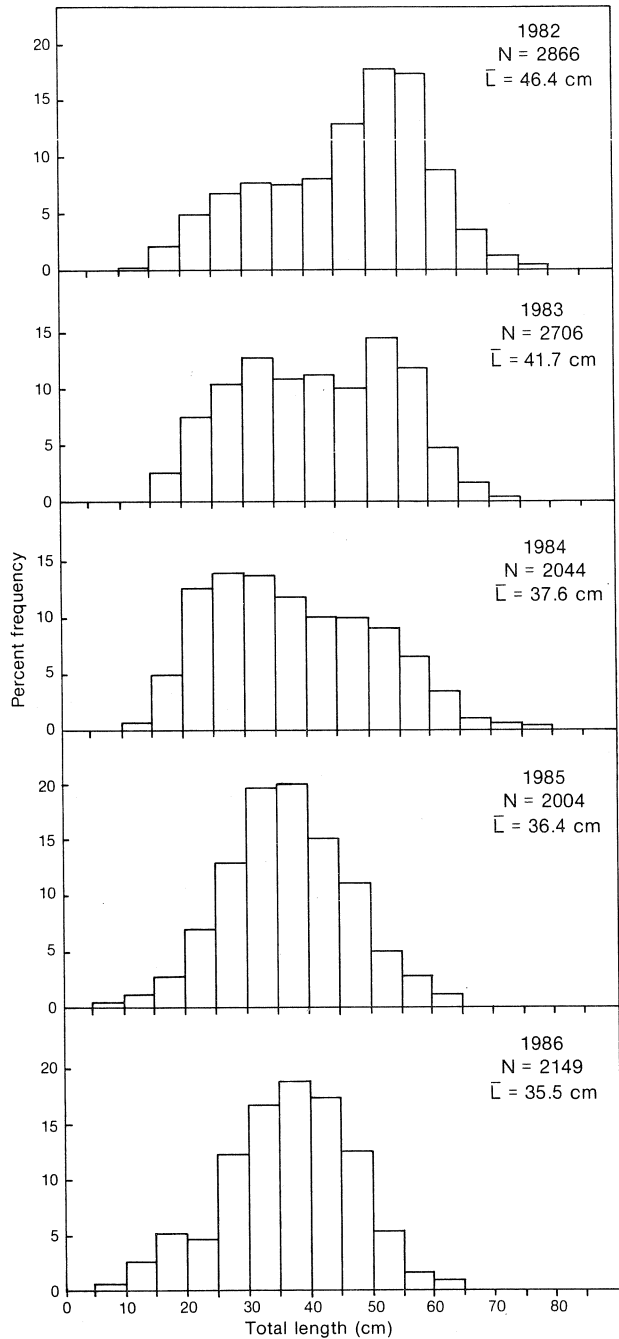 1982
N = 2866
L̄ = 46.4 cm
20
15
10
5
0
1983
N = 2706
L̄ = 41.7 cm
15
10
5
0
1984
N = 2044
L̄ = 37.6 cm
15
10
5
0
Percent frequency
1985
N = 2004
L̄ = 36.4 cm
20
15
10
5
0
1986
N = 2149
L̄ = 35.5 cm
20
15
10
5
0
0 10 20 30 40 50 60 70 80
Total length (cm)